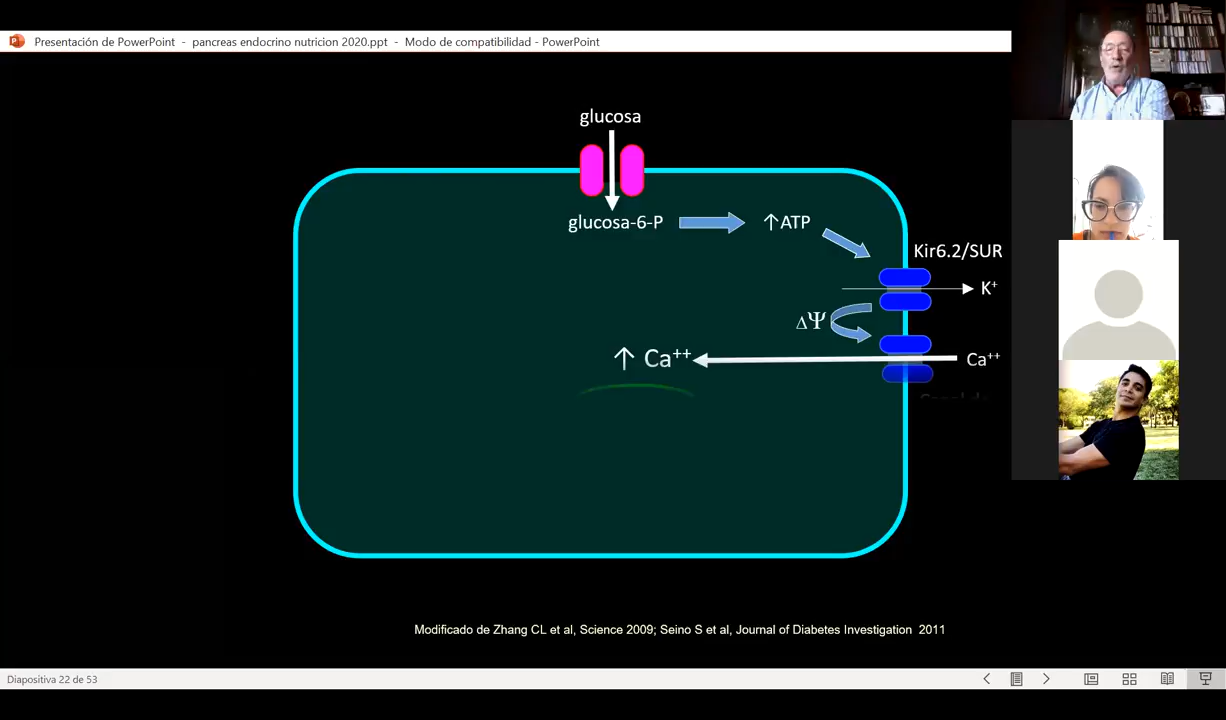 Presentación de PowerPoint - pancreas endocrino nutricion 2020.ppt - Modo de compatibilidad - PowerPoint
glucosa
glucosa-6-P
↑ATP
Kir6.2/SUR
K⁺
ΔΨ
↑ Ca⁺⁺
Ca⁺⁺
Modificado de Zhang CL et al, Science 2009; Seino S et al, Journal of Diabetes Investigation 2011
Diapositiva 22 de 53